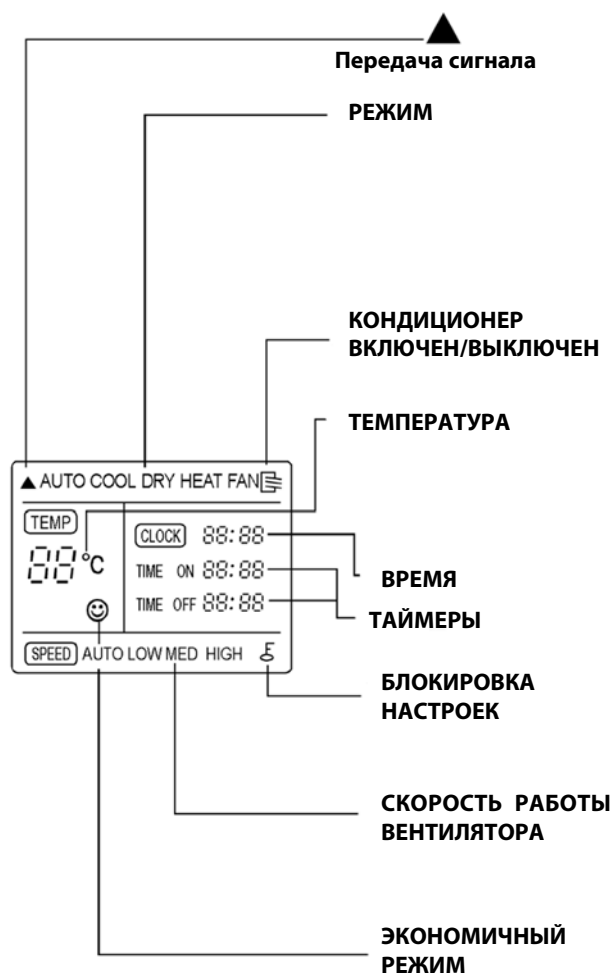 Передача сигнала
РЕЖИМ
КОНДИЦИОНЕР
ВКЛЮЧЕН/ВЫКЛЮЧЕН
ТЕМПЕРАТУРА
▲ AUTO COOL DRY HEAT FAN
TEMP
88°C
CLOCK 88:88
TIME ON 88:88
TIME OFF 88:88
SPEED AUTO LOW MED HIGH
ВРЕМЯ
ТАЙМЕРЫ
БЛОКИРОВКА
НАСТРОЕК
СКОРОСТЬ РАБОТЫ
ВЕНТИЛЯТОРА
ЭКОНОМИЧНЫЙ
РЕЖИМ